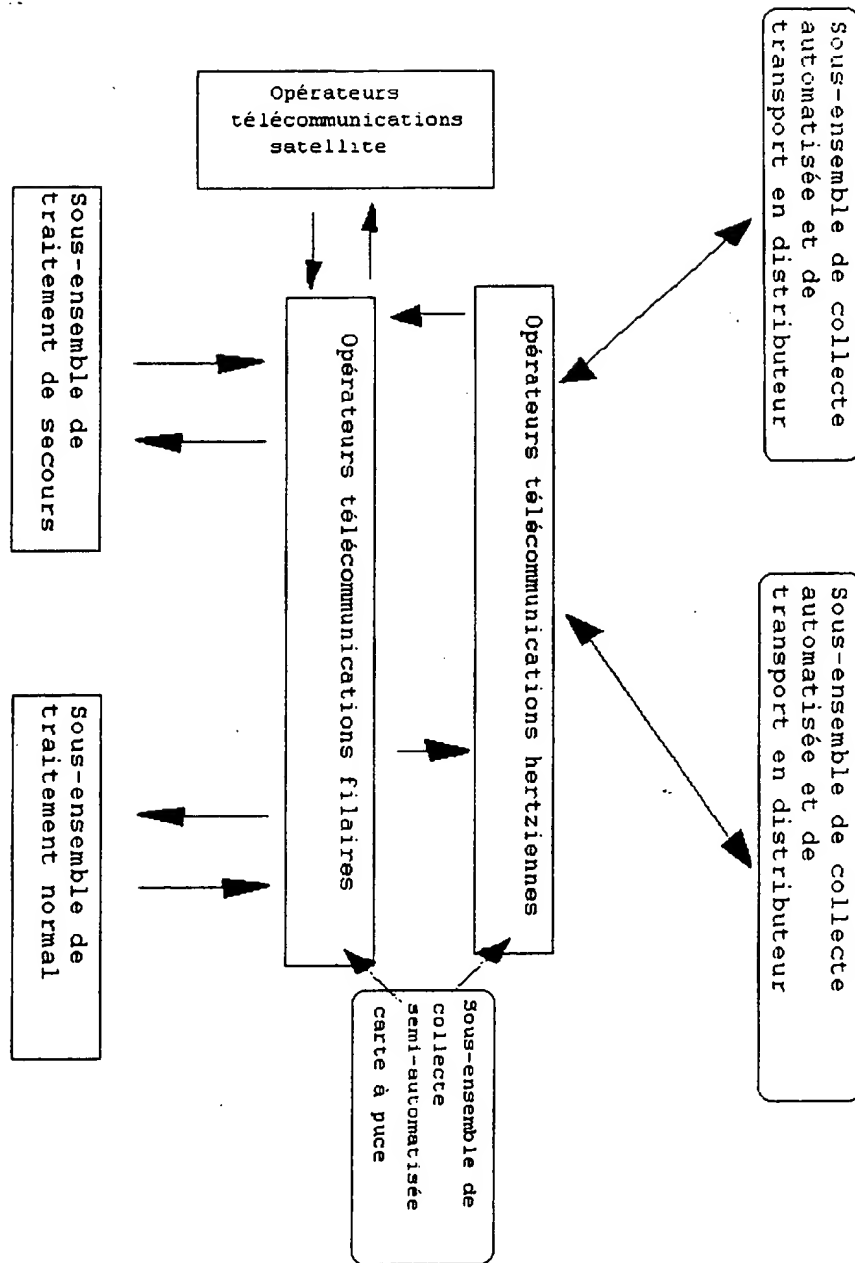 Sous-ensemble de collecte
automatisée et de
transport en distributeur
Sous-ensemble de collecte
automatisée et de
transport en distributeur
Opérateurs
télécommunications
satellite
Opérateurs télécommunications hertziennes
Opérateurs télécommunications filaires
Sous-ensemble de
collecte
semi-automatisée
carte à puce
Sous-ensemble de
traitement de secours
Sous-ensemble de
traitement normal